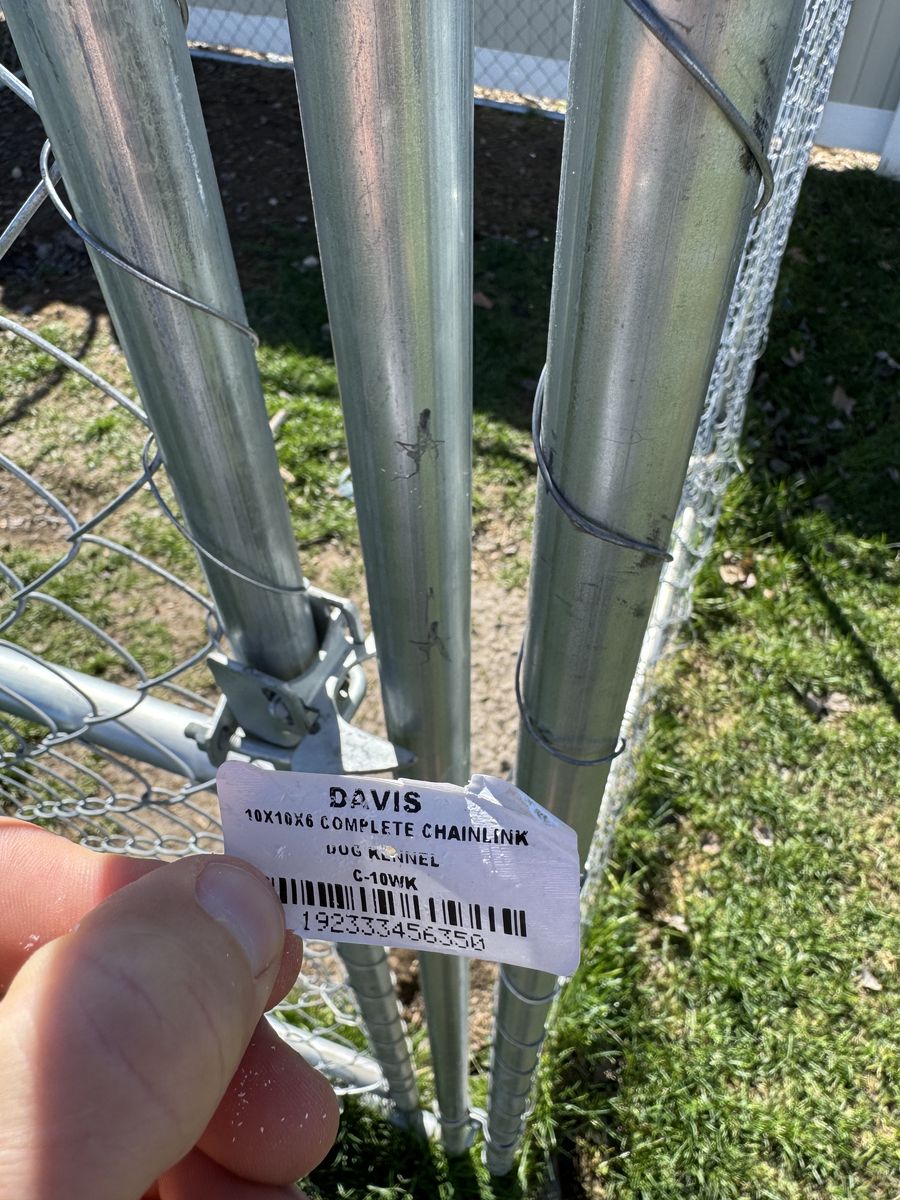 DAVIS
10X10X6 COMPLETE CHAINLINK
DOG KENNEL
C-10WK
192333456350